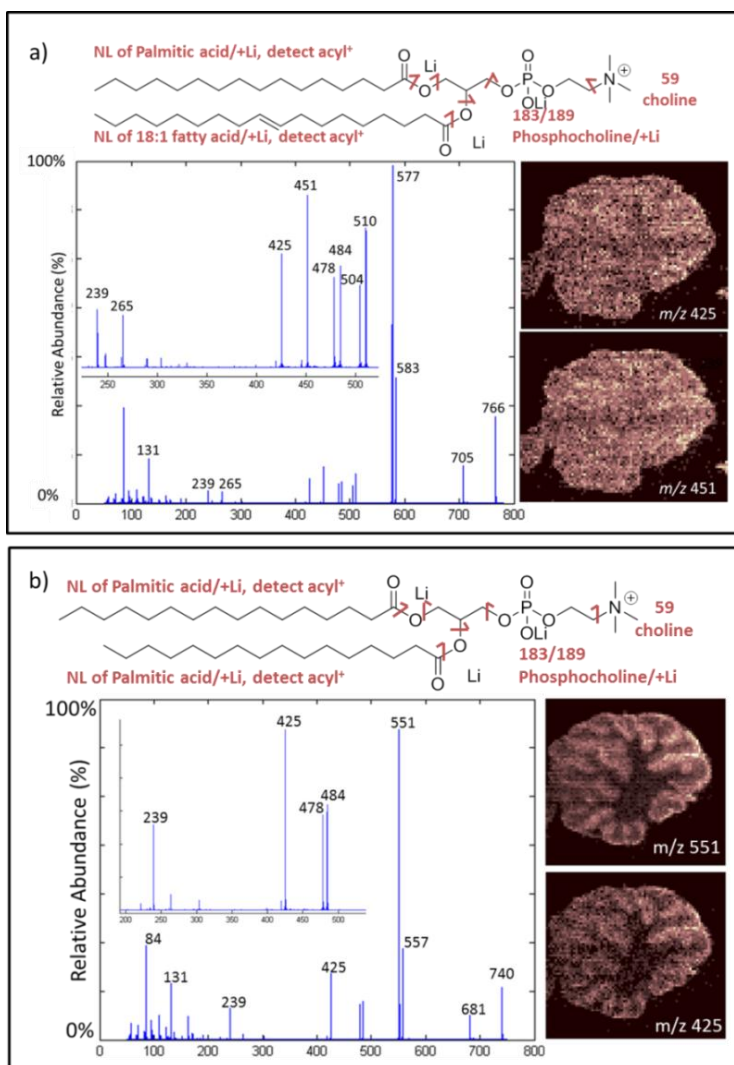 a)
NL of Palmitic acid/+Li, detect acyl⁺
O
Li
O
O
P
O
N
⊕
59
choline
OLi
O
183/189
Phosphocholine/+Li
NL of 18:1 fatty acid/+Li, detect acyl⁺
O
Li
Relative Abundance (%)
100%
0%
577
583
766
705
131
239
265
0 100 200 300 400 500 600 700 800
239
265
425
451
478
484
504
510
250 300 350 400 450 500
m/z 425
m/z 451
b)
NL of Palmitic acid/+Li, detect acyl⁺
O
Li
O
O
P
O
N
⊕
59
choline
OLi
O
183/189
Phosphocholine/+Li
NL of Palmitic acid/+Li, detect acyl⁺
O
Li
Relative Abundance (%)
100%
0%
551
557
740
681
425
84
131
239
0 100 200 300 400 500 600 700 800
239
425
478
484
200 250 300 350 400 450 500
m/z 551
m/z 425